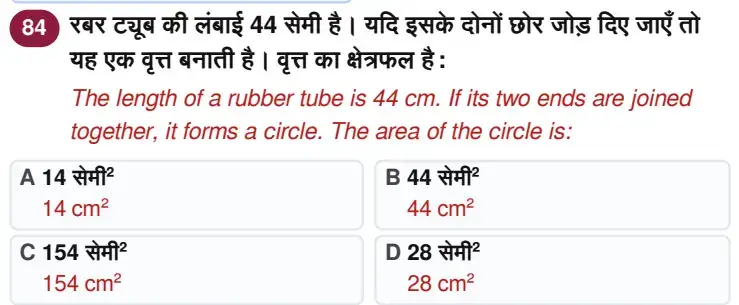 84 रबर ट्यूब की लंबाई 44 सेमी है। यदि इसके दोनों छोर जोड़ दिए जाएँ तो
यह एक वृत्त बनाती है। वृत्त का क्षेत्रफल है :
The length of a rubber tube is 44 cm. If its two ends are joined
together, it forms a circle. The area of the circle is:
A 14 सेमी²
14 cm²
B 44 सेमी²
44 cm²
C 154 सेमी²
154 cm²
D 28 सेमी²
28 cm²